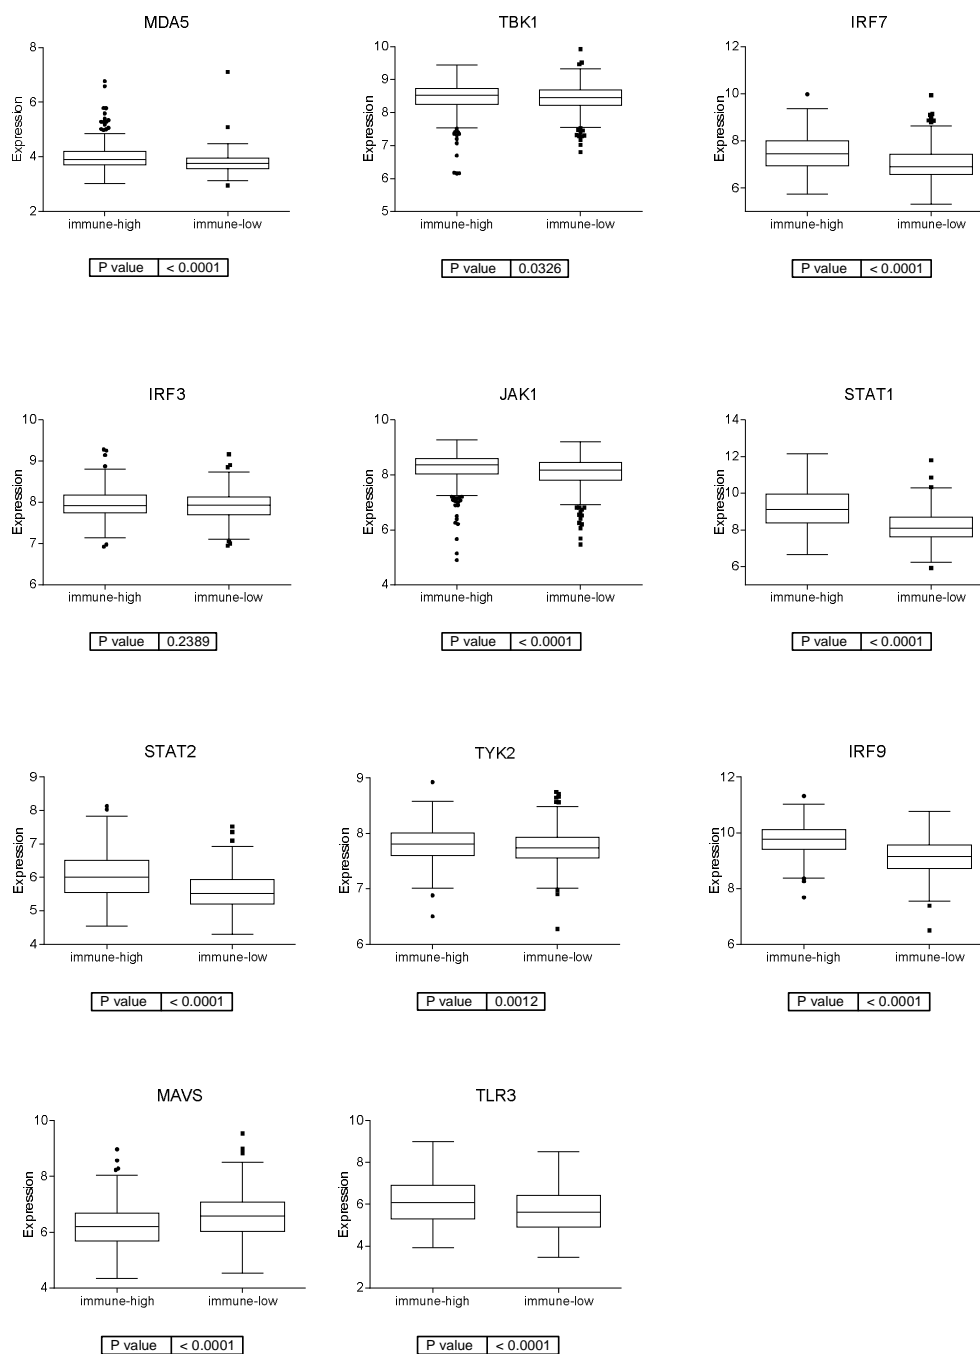 MDA5
8
6
4
2
Expression
immune-high immune-low
P value < 0.0001
TBK1
10
9
8
7
6
5
Expression
immune-high immune-low
P value 0.0326
IRF7
12
10
8
6
Expression
immune-high immune-low
P value < 0.0001
IRF3
10
9
8
7
6
Expression
immune-high immune-low
P value 0.2389
JAK1
10
8
6
4
Expression
immune-high immune-low
P value < 0.0001
STAT1
14
12
10
8
6
Expression
immune-high immune-low
P value < 0.0001
STAT2
9
8
7
6
5
4
Expression
immune-high immune-low
P value < 0.0001
TYK2
9
8
7
6
Expression
immune-high immune-low
P value 0.0012
IRF9
12
10
8
6
Expression
immune-high immune-low
P value < 0.0001
MAVS
10
8
6
4
Expression
immune-high immune-low
P value < 0.0001
TLR3
10
8
6
4
2
Expression
immune-high immune-low
P value < 0.0001